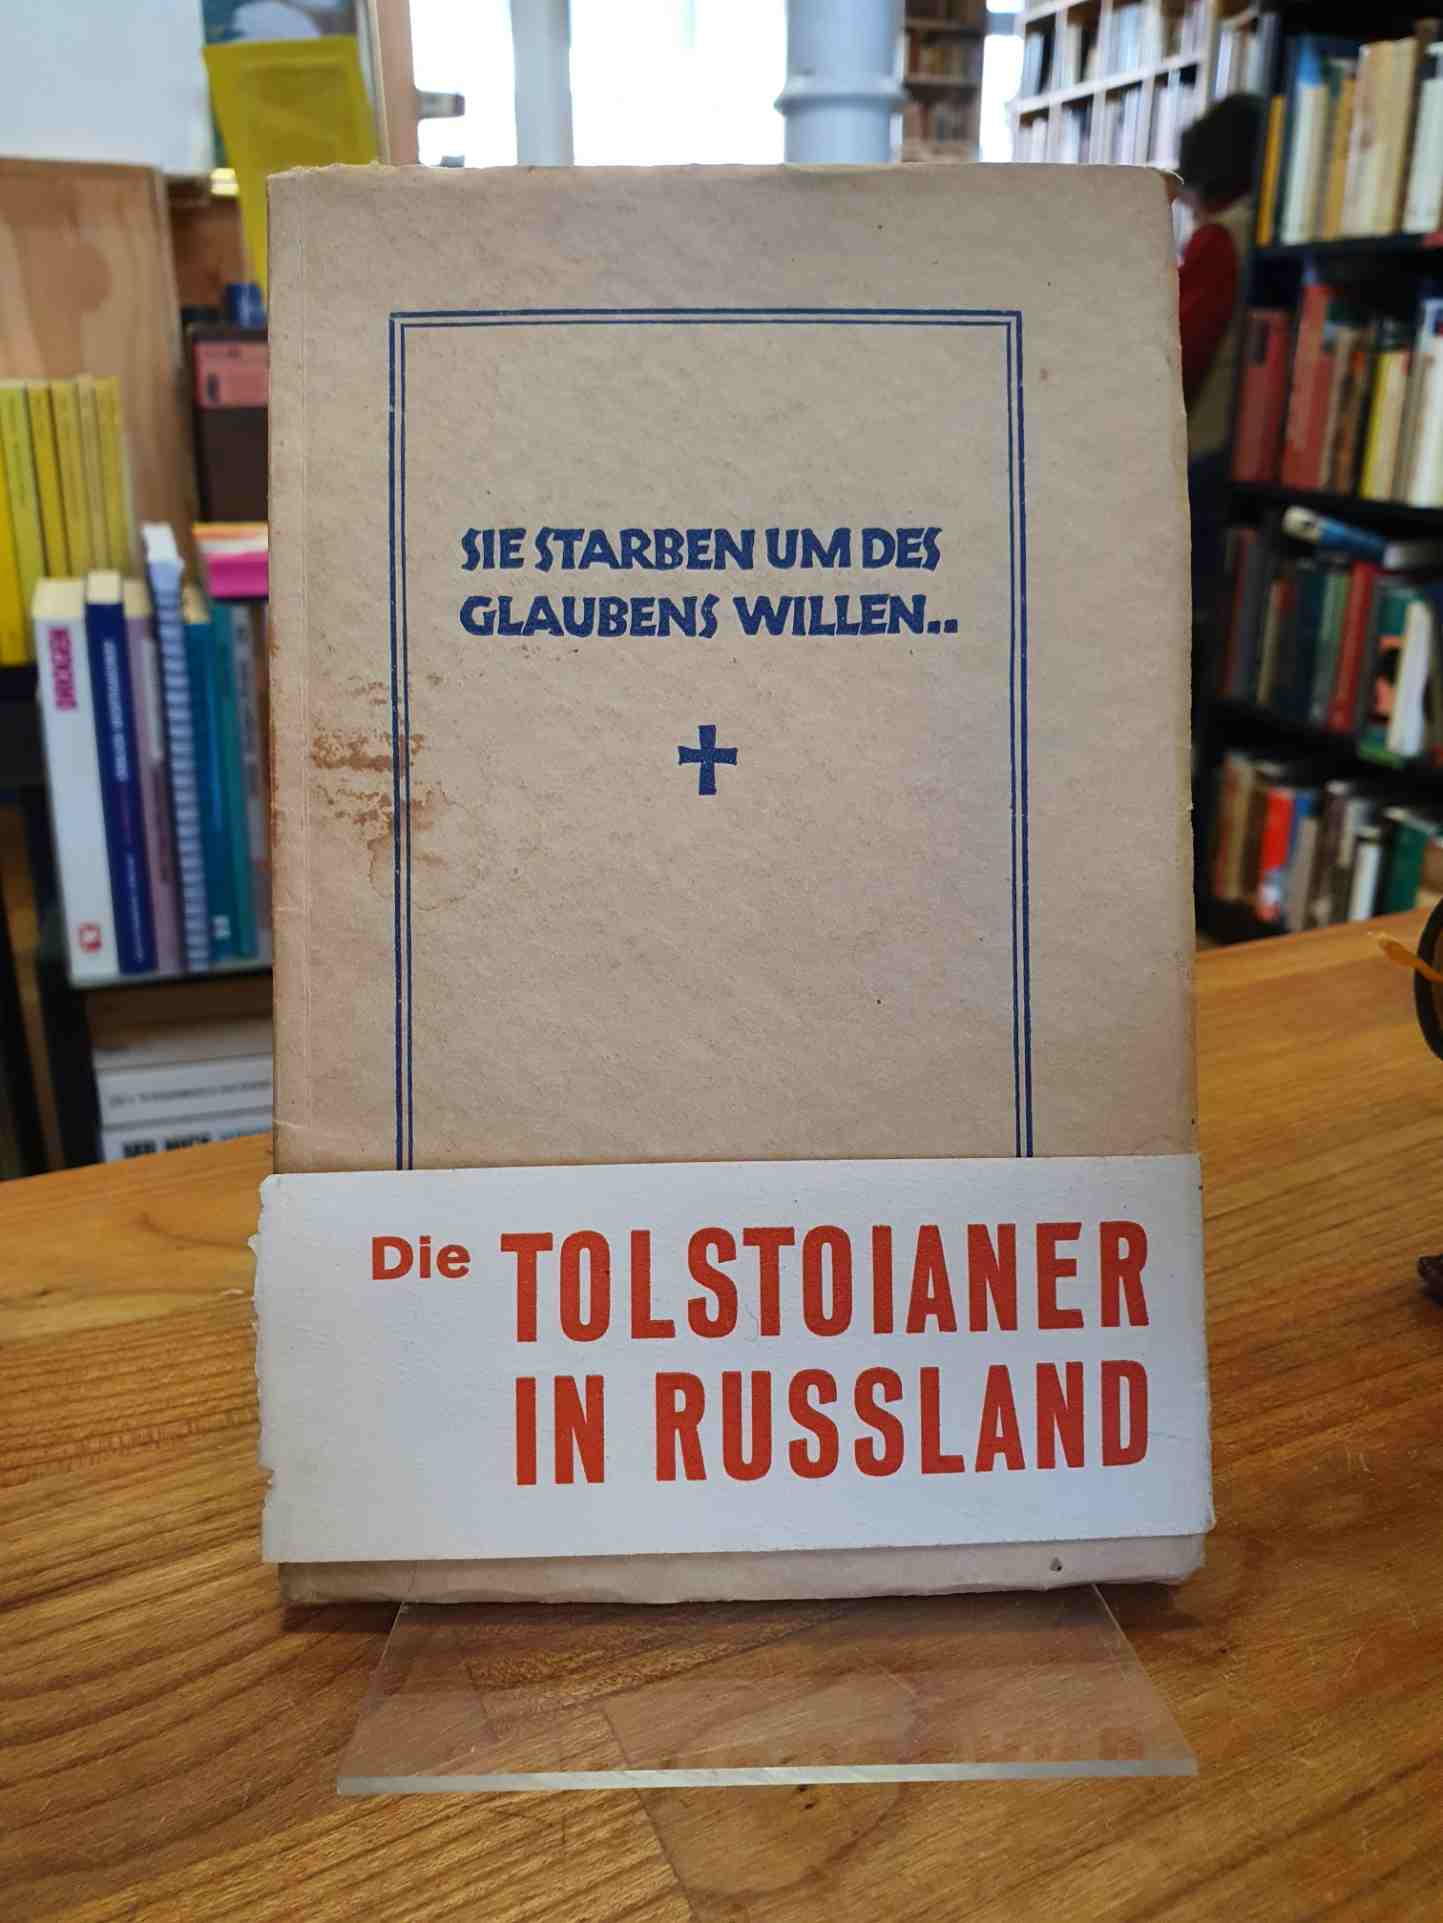 SIE STARBEN UM DES
GLAUBENS WILLEN..
Die TOLSTOIANER
IN RUSSLAND